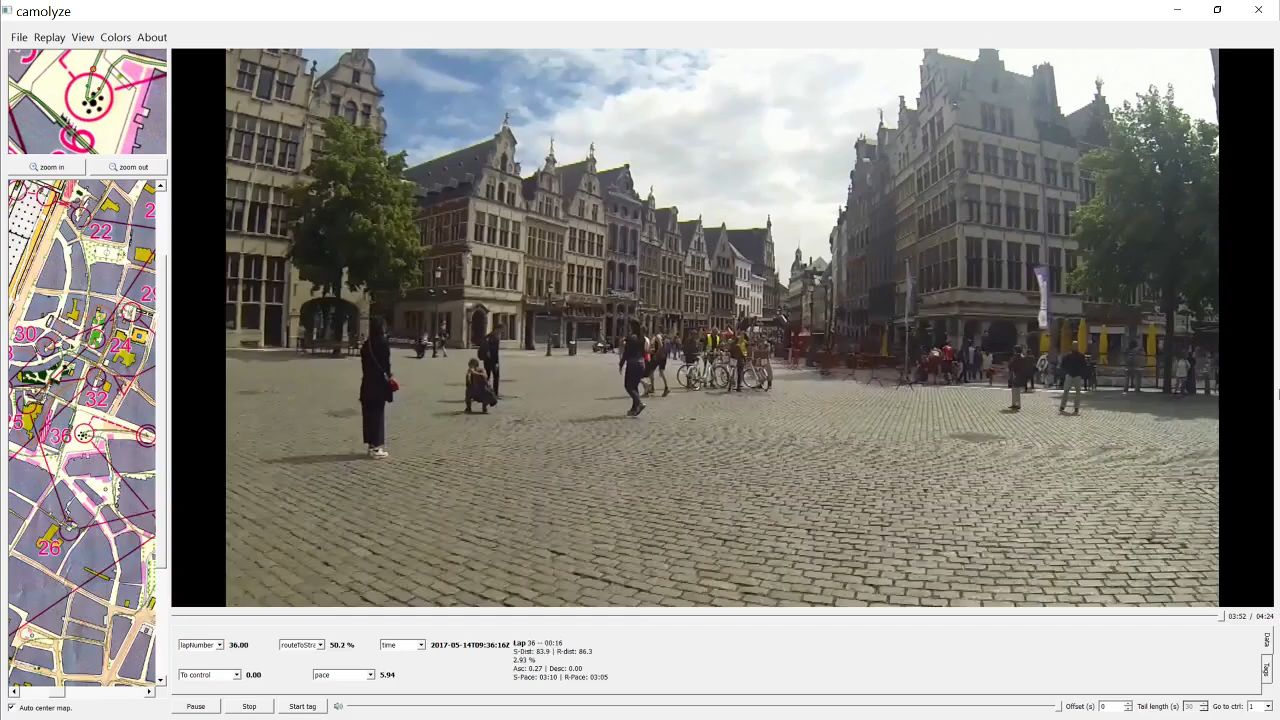 camolyze
File Replay View Colors About
zoom in
zoom out
22
30
24
32
36
26
03:52 / 04:24
lapNumber 36.00
routeToStra 50.2 %
time 2017-05-14T09:36:16Z
To control 0.00
pace 5.94
Lap 36 -- 00:16
S-Dist: 83.9 | R-dist: 86.3
2.93 %
Asc: 0.27 | Desc: 0.00
S-Pace: 03:10 | R-Pace: 03:05
Data
Tags
Auto center map.
Pause
Stop
Start tag
Offset (s) 0
Tail length (s) 30
Go to ctrl: 1